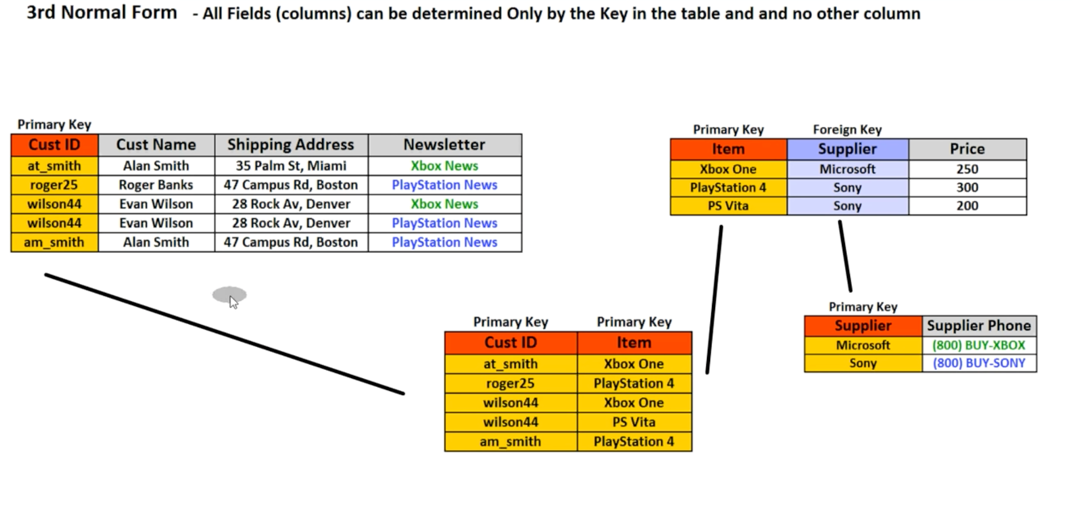 3rd Normal Form - All Fields (columns) can be determined Only by the Key in the table and and no other column
Primary Key
Cust ID Cust Name Shipping Address Newsletter
at_smith Alan Smith 35 Palm St, Miami Xbox News
roger25 Roger Banks 47 Campus Rd, Boston PlayStation News
wilson44 Evan Wilson 28 Rock Av, Denver Xbox News
wilson44 Evan Wilson 28 Rock Av, Denver PlayStation News
am_smith Alan Smith 47 Campus Rd, Boston PlayStation News
Primary Key Foreign Key
Item Supplier Price
Xbox One Microsoft 250
PlayStation 4 Sony 300
PS Vita Sony 200
Primary Key Primary Key
Cust ID Item
at_smith Xbox One
roger25 PlayStation 4
wilson44 Xbox One
wilson44 PS Vita
am_smith PlayStation 4
Primary Key
Supplier Supplier Phone
Microsoft (800) BUY-XBOX
Sony (800) BUY-SONY